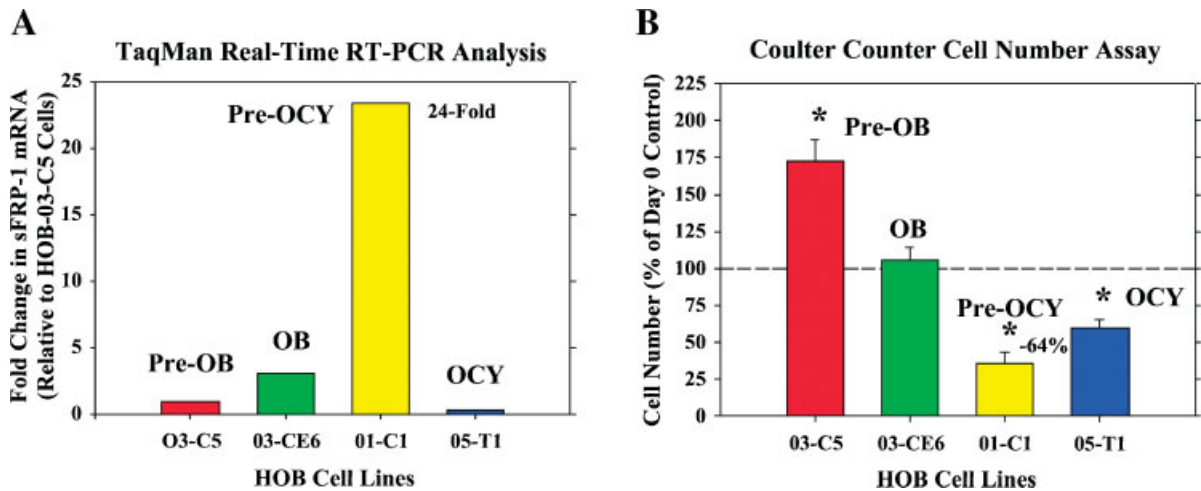 A
TaqMan Real-Time RT-PCR Analysis
Fold Change in sFRP-1 mRNA
(Relative to HOB-03-C5 Cells)
25
20
15
10
5
0
Pre-OB
OB
Pre-OCY
24-Fold
OCY
O3-C5
03-CE6
01-C1
05-T1
HOB Cell Lines
B
Coulter Counter Cell Number Assay
Cell Number (% of Day 0 Control)
225
200
175
150
125
100
75
50
25
0
*
Pre-OB
OB
Pre-OCY
*
-64%
*
OCY
03-C5
03-CE6
01-C1
05-T1
HOB Cell Lines